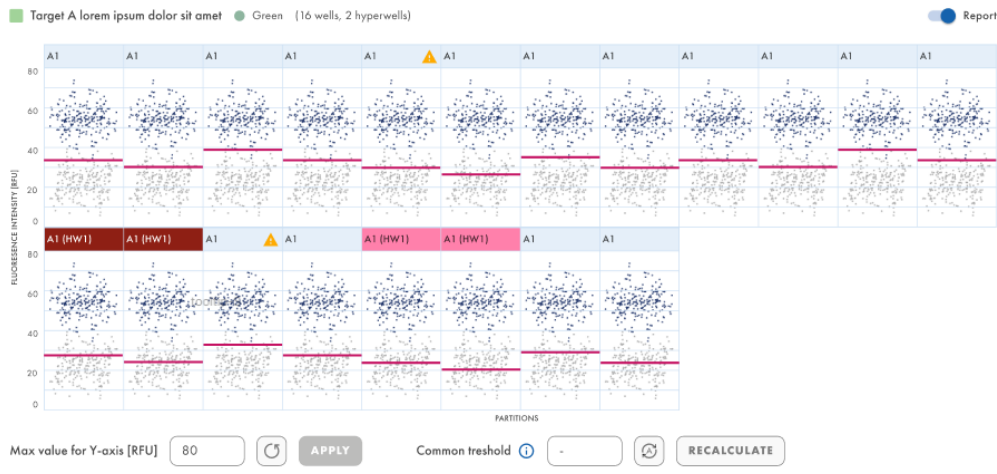 Target A lorem ipsum dolor sit amet Green (16 wells, 2 hyperwells) Report
A1 A1 A1 A1 A1 A1 A1 A1 A1 A1 A1 A1
80
60
40
20
0
FLUORESENCE INTENSITY [RFU]
A1 (HW1) A1 (HW1) A1 A1 A1 (HW1) A1 (HW1) A1 A1
80
60
40
20
0
PARTITIONS
Max value for Y-axis [RFU] 80 APPLY Common treshold - A RECALCULATE